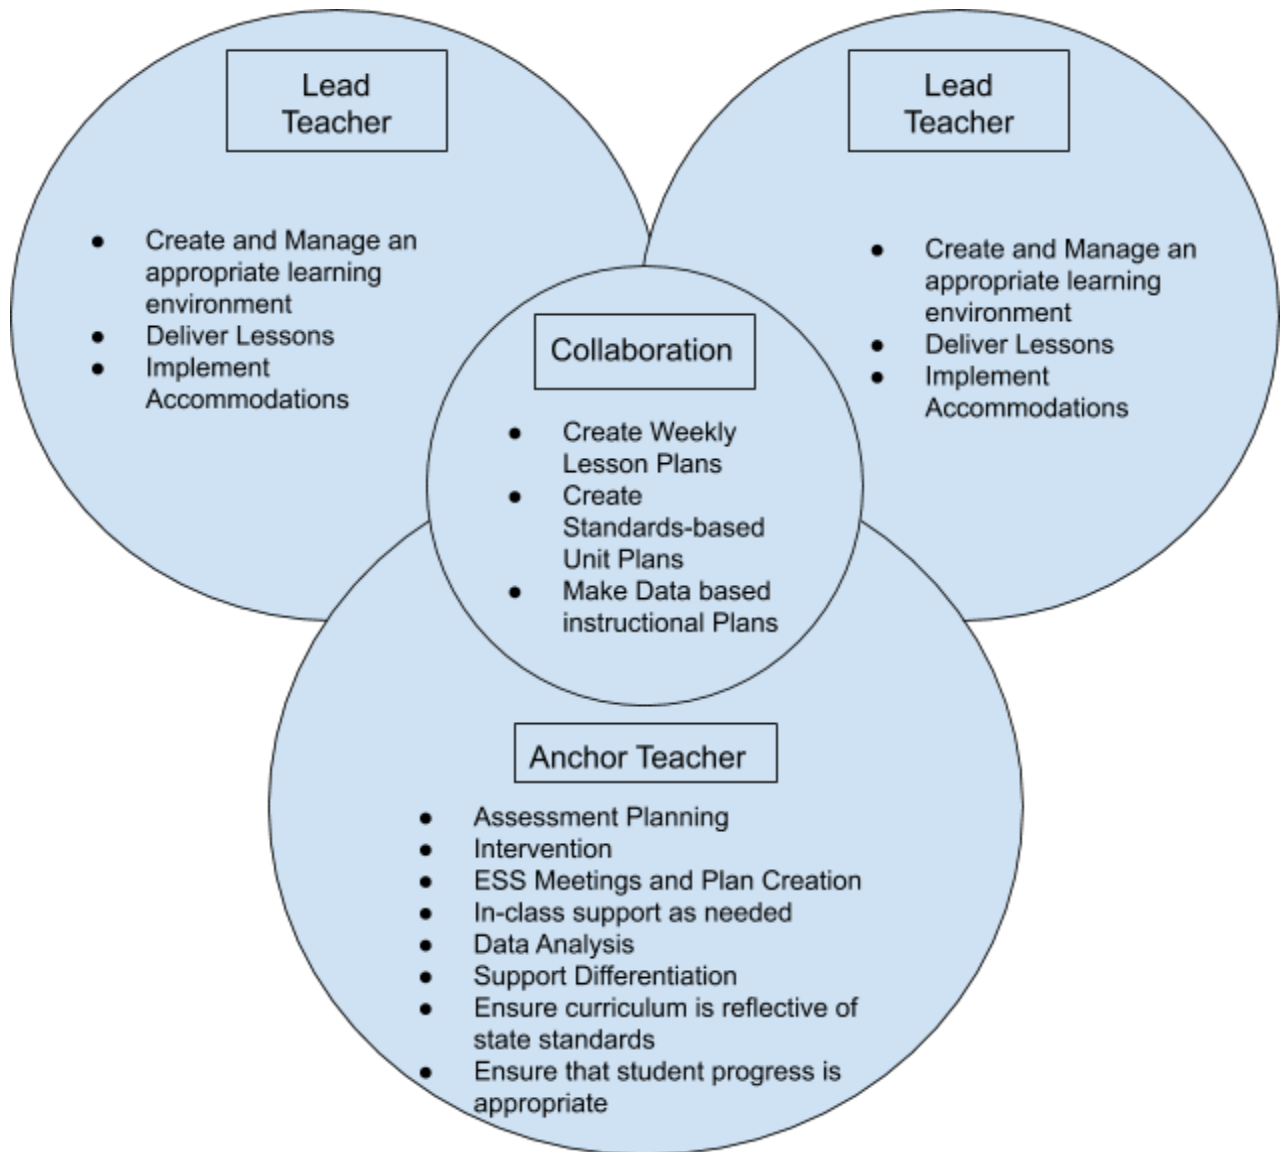 Lead
Teacher
● Create and Manage an
appropriate learning
environment
● Deliver Lessons
● Implement
Accommodations
Lead
Teacher
● Create and Manage an
appropriate learning
environment
● Deliver Lessons
● Implement
Accommodations
Collaboration
● Create Weekly
Lesson Plans
● Create
Standards-based
Unit Plans
● Make Data based
instructional Plans
Anchor Teacher
● Assessment Planning
● Intervention
● ESS Meetings and Plan Creation
● In-class support as needed
● Data Analysis
● Support Differentiation
● Ensure curriculum is reflective of
state standards
● Ensure that student progress is
appropriate